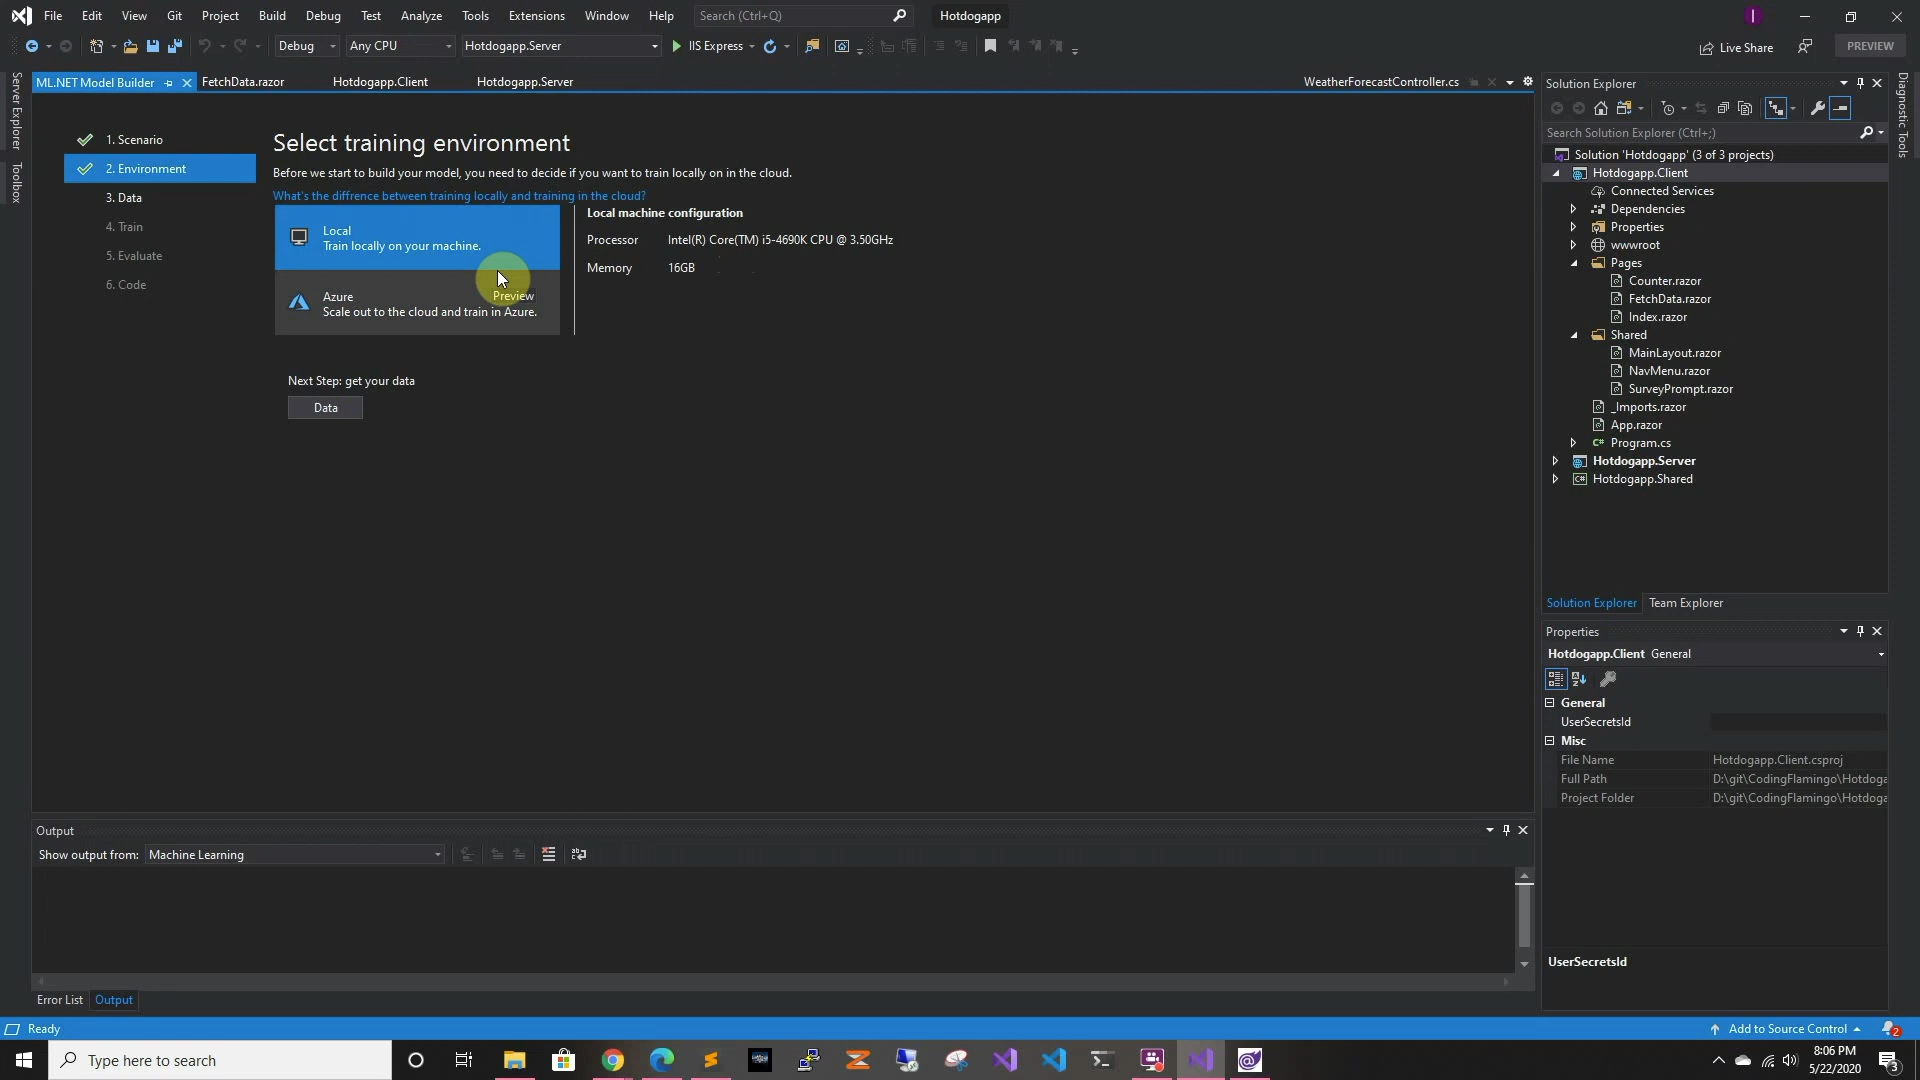 File Edit View Git Project Build Debug Test Analyze Tools Extensions Window Help Search (Ctrl+Q) Hotdogapp
Debug Any CPU Hotdogapp.Server IIS Express Live Share PREVIEW
Server Explorer
Toolbox
ML.NET Model Builder FetchData.razor Hotdogapp.Client Hotdogapp.Server WeatherForecastController.cs
1. Scenario
2. Environment
3. Data
4. Train
5. Evaluate
6. Code
Select training environment
Before we start to build your model, you need to decide if you want to train locally on in the cloud.
What's the diffrence between training locally and training in the cloud?
Local
Train locally on your machine.
Azure Preview
Scale out to the cloud and train in Azure.
Local machine configuration
Processor Intel(R) Core(TM) i5-4690K CPU @ 3.50GHz
Memory 16GB
Next Step: get your data
Data
Output
Show output from: Machine Learning
Error List Output
Solution Explorer
Search Solution Explorer (Ctrl+;)
Solution 'Hotdogapp' (3 of 3 projects)
Hotdogapp.Client
Connected Services
Dependencies
Properties
wwwroot
Pages
Counter.razor
FetchData.razor
Index.razor
Shared
MainLayout.razor
NavMenu.razor
SurveyPrompt.razor
_Imports.razor
App.razor
C# Program.cs
Hotdogapp.Server
C# Hotdogapp.Shared
Solution Explorer Team Explorer
Properties
Hotdogapp.Client General
General
UserSecretsId
Misc
File Name Hotdogapp.Client.csproj
Full Path D:\git\CodingFlamingo\Hotdoga
Project Folder D:\git\CodingFlamingo\Hotdoga
UserSecretsId
Diagnostic Tools
Ready Add to Source Control 2
Type here to search
8:06 PM
5/22/2020
3